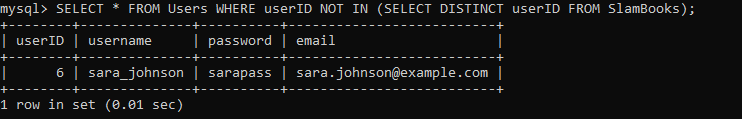 mysql> SELECT * FROM Users WHERE userID NOT IN (SELECT DISTINCT userID FROM SlamBooks);
+--------+--------------+----------+--------------------------+
| userID | username     | password | email                    |
+--------+--------------+----------+--------------------------+
|      6 | sara_johnson | sarapass | sara.johnson@example.com |
+--------+--------------+----------+--------------------------+
1 row in set (0.01 sec)